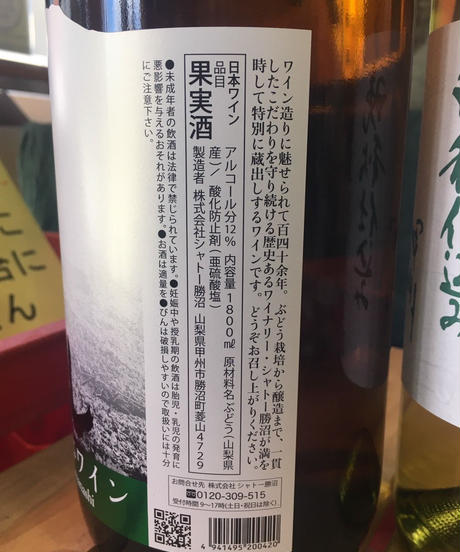 ワイン造りに魅せられて百四十余年。ぶどう栽培から醸造まで、一貫
したこだわりを守り続ける歴史あるワイナリー・シャトー勝沼が満を
時して特別に蔵出しするワインです。どうぞお召し上がりください。
日本ワイン
品目
果実酒
アルコール分12% 内容量1800㎖ 原材料名 ぶどう(山梨県
産)/ 酸化防止剤(亜硫酸塩)
製造者 株式会社シャトー勝沼 山梨県甲州市勝沼町菱山4729
●未成年者の飲酒は法律で禁じられています。●妊娠中や授乳期の飲酒は胎児・乳児の発育に
悪影響を与えるおそれがあります。●お酒は適量を●びんは破損しやすいので取扱いには十分
にご注意下さい。
お問合せ先 株式会社 シャトー勝沼
0120-309-515
受付時間 9〜17時(土日・祝日は除く)
4 941495 200420
ワイン
仕込み